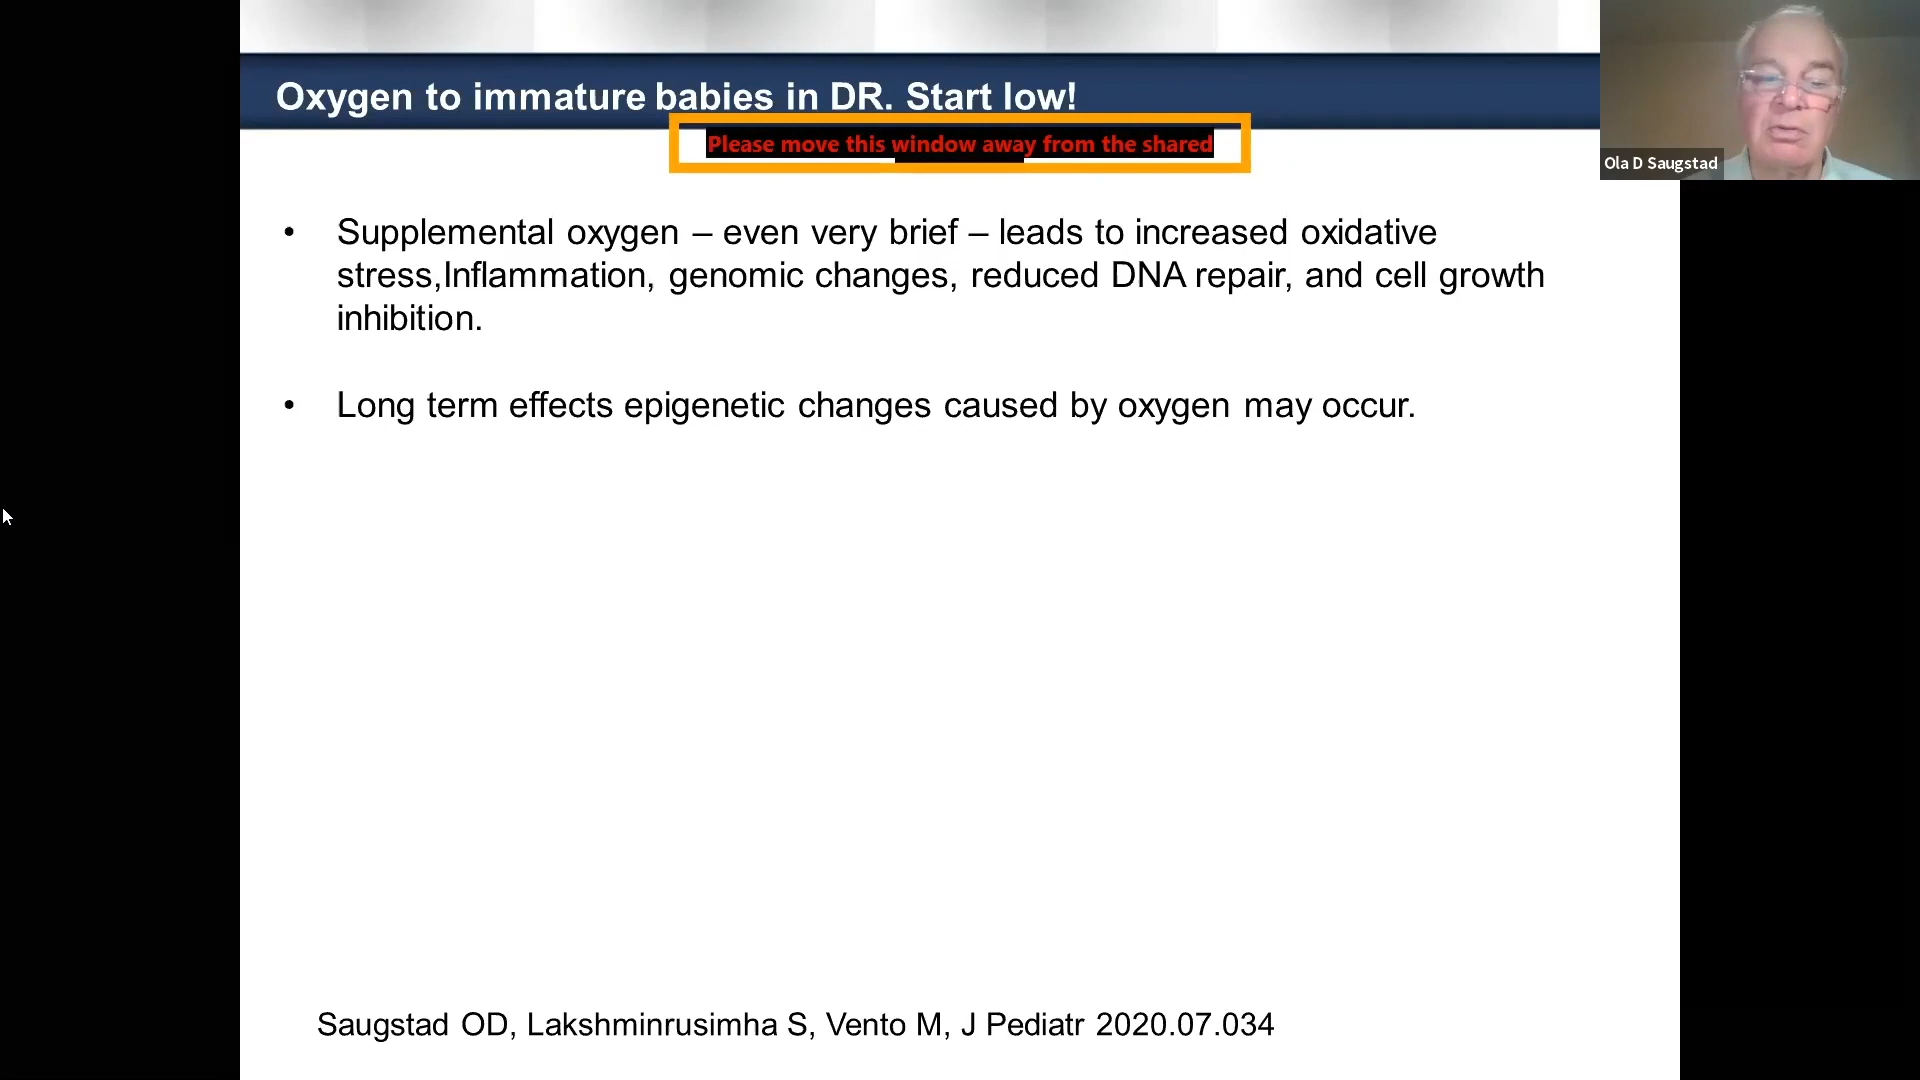 Oxygen to immature babies in DR. Start low!
Please move this window away from the shared
Ola D Saugstad
• Supplemental oxygen – even very brief – leads to increased oxidative
stress,Inflammation, genomic changes, reduced DNA repair, and cell growth
inhibition.
• Long term effects epigenetic changes caused by oxygen may occur.
Saugstad OD, Lakshminrusimha S, Vento M, J Pediatr 2020.07.034